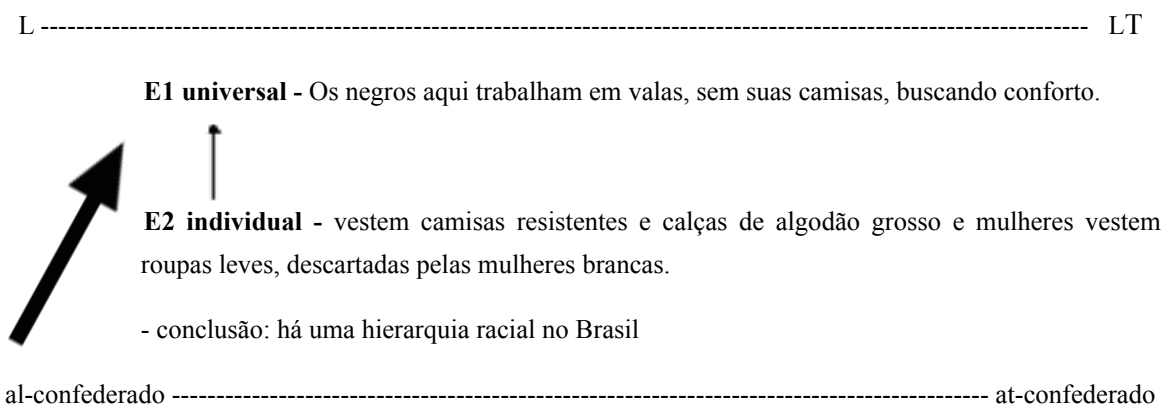 L ----------------------------------------------------------------------------------------------------------------------- LT
E1 universal - Os negros aqui trabalham em valas, sem suas camisas, buscando conforto.
E2 individual - vestem camisas resistentes e calças de algodão grosso e mulheres vestem
roupas leves, descartadas pelas mulheres brancas.
- conclusão: há uma hierarquia racial no Brasil
al-confederado --------------------------------------------------------------------------------------------- at-confederado